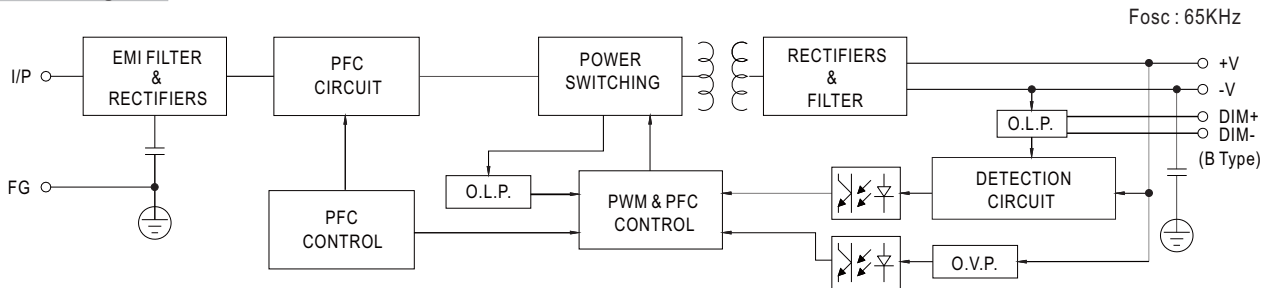 Fosc : 65KHz
I/P
EMI FILTER
&
RECTIFIERS
PFC
CIRCUIT
POWER
SWITCHING
RECTIFIERS
&
FILTER
+V
-V
DIM+
DIM-
(B Type)
O.L.P.
FG
O.L.P.
PFC
CONTROL
PWM & PFC
CONTROL
DETECTION
CIRCUIT
O.V.P.